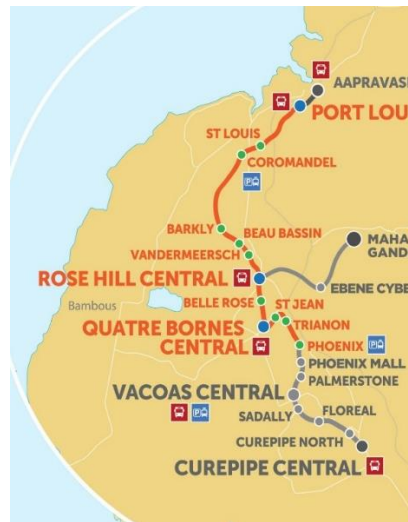 AAPRAVASI
PORT LOU
ST LOUIS
COROMANDEL
BARKLY
BEAU BASSIN
VANDERMEERSCH
MAHA
GAND
ROSE HILL CENTRAL
EBENE CYBE
Bambous
BELLE ROSE
ST JEAN
QUATRE BORNES
CENTRAL
TRIANON
PHOENIX
PHOENIX MALL
PALMERSTONE
VACOAS CENTRAL
SADALLY
FLOREAL
CUREPIPE NORTH
CUREPIPE CENTRAL